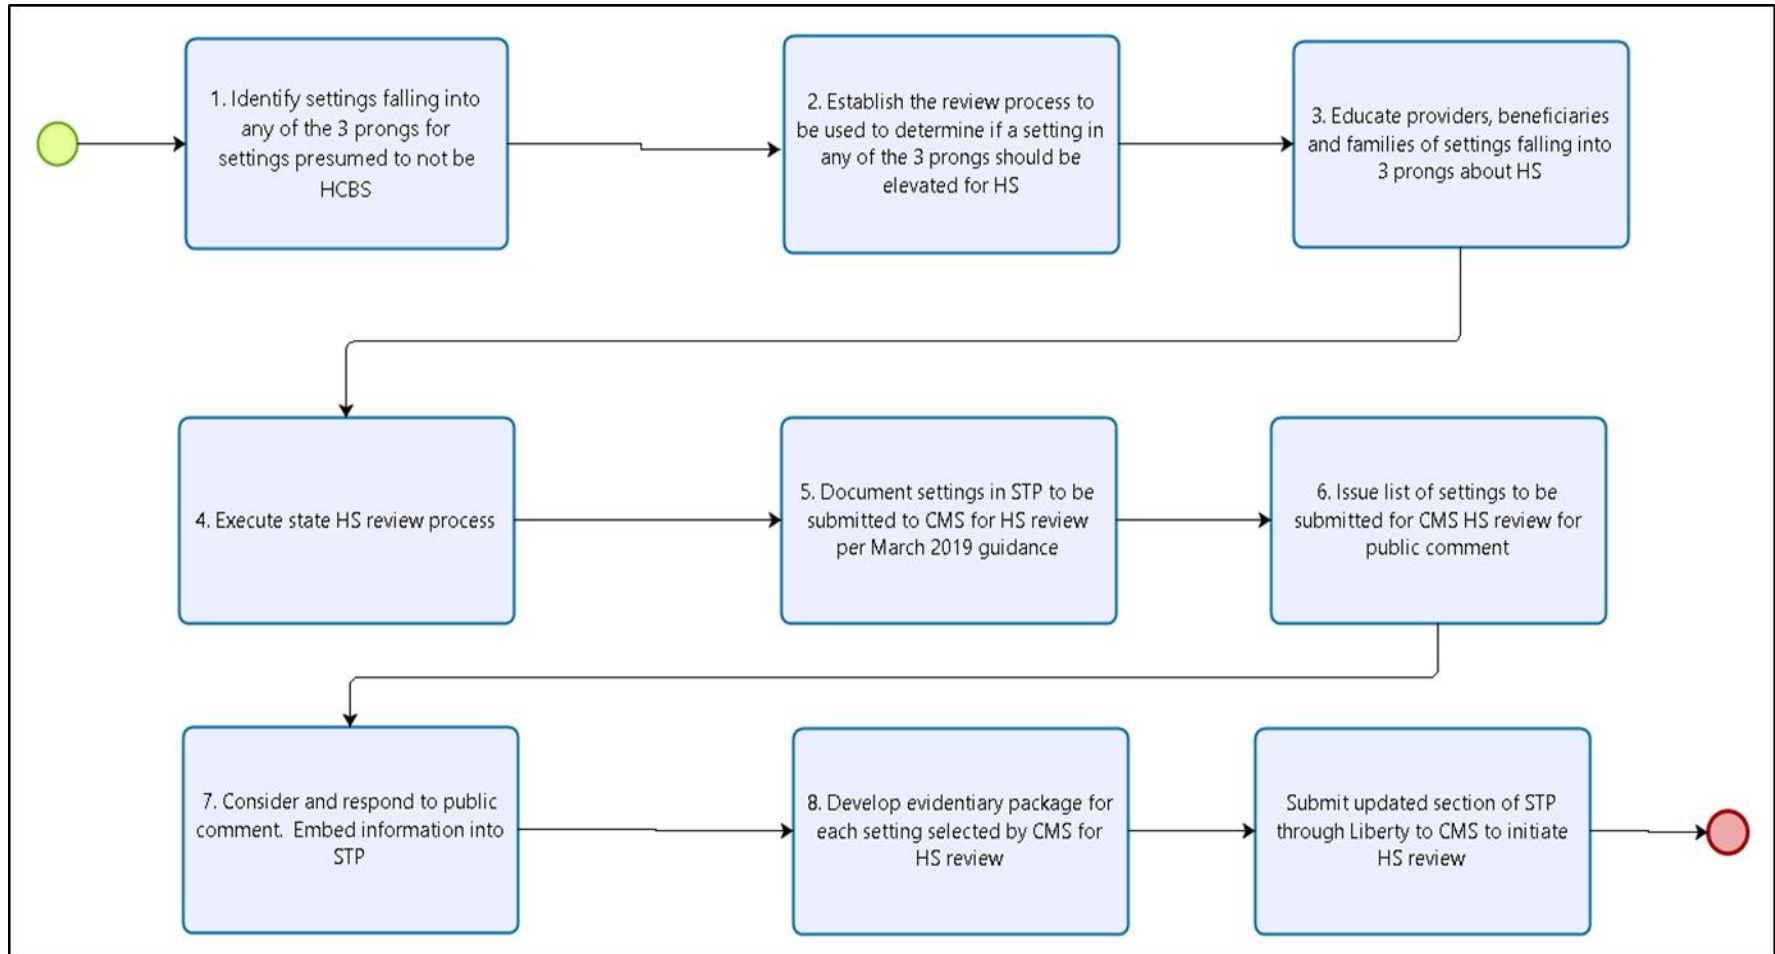 1. Identify settings falling into
any of the 3 prongs for
settings presumed to not be
HCBS
2. Establish the review process to
be used to determine if a setting in
any of the 3 prongs should be
elevated for HS
3. Educate providers, beneficiaries
and families of settings falling into
3 prongs about HS
4. Execute state HS review process
5. Document settings in STP to be
submitted to CMS for HS review
per March 2019 guidance
6. Issue list of settings to be
submitted for CMS HS review for
public comment
7. Consider and respond to public
comment. Embed information into
STP
8. Develop evidentiary package for
each setting selected by CMS for
HS review
Submit updated section of STP
through Liberty to CMS to initiate
HS review